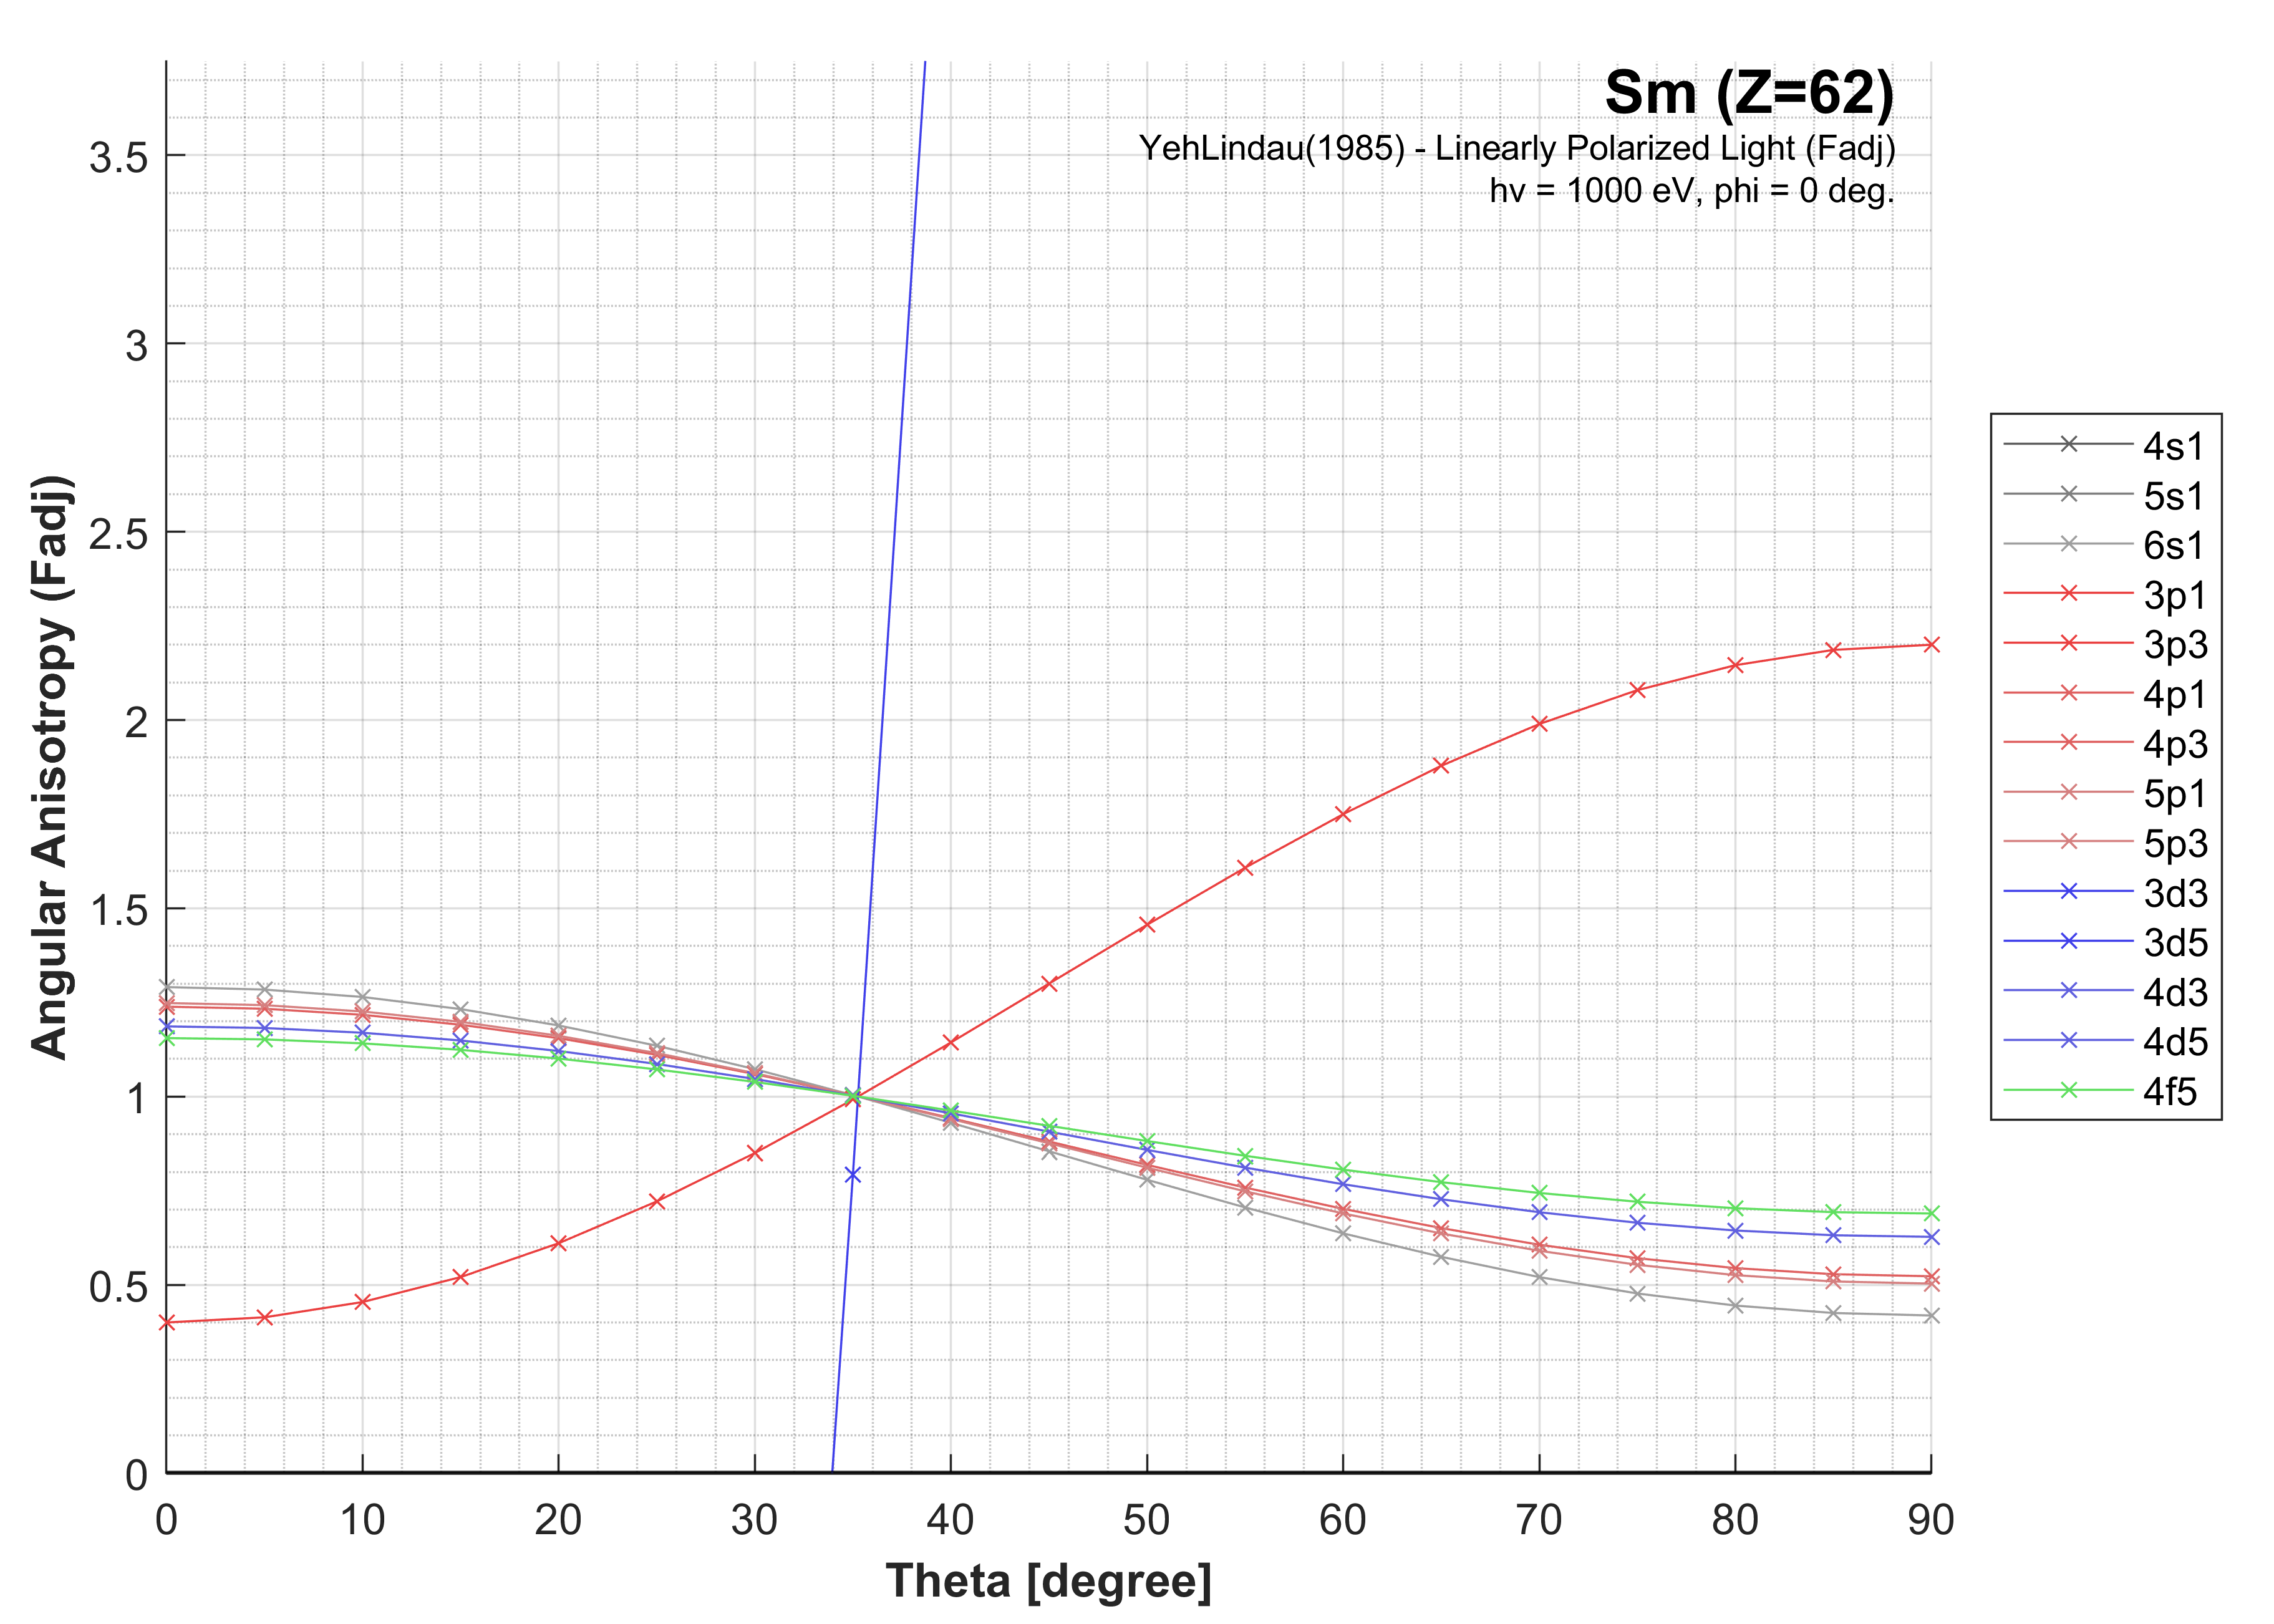 Sm (Z=62)
YehLindau(1985) - Linearly Polarized Light (Fadj)
hv = 1000 eV, phi = 0 deg.
Angular Anisotropy (Fadj)
3.5
3
2.5
2
1.5
1
0.5
0
0 10 20 30 40 50 60 70 80 90
Theta [degree]
4s1
5s1
6s1
3p1
3p3
4p1
4p3
5p1
5p3
3d3
3d5
4d3
4d5
4f5